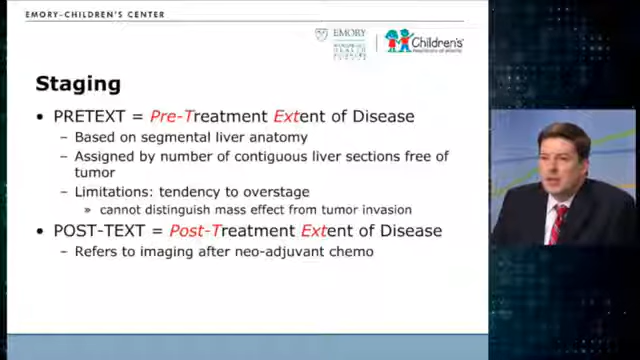 EMORY-CHILDREN'S CENTER
EMORY
Children's
Staging
• PRETEXT = Pre-Treatment Extent of Disease
– Based on segmental liver anatomy
– Assigned by number of contiguous liver sections free of
tumor
– Limitations: tendency to overstage
» cannot distinguish mass effect from tumor invasion
• POST-TEXT = Post-Treatment Extent of Disease
– Refers to imaging after neo-adjuvant chemo